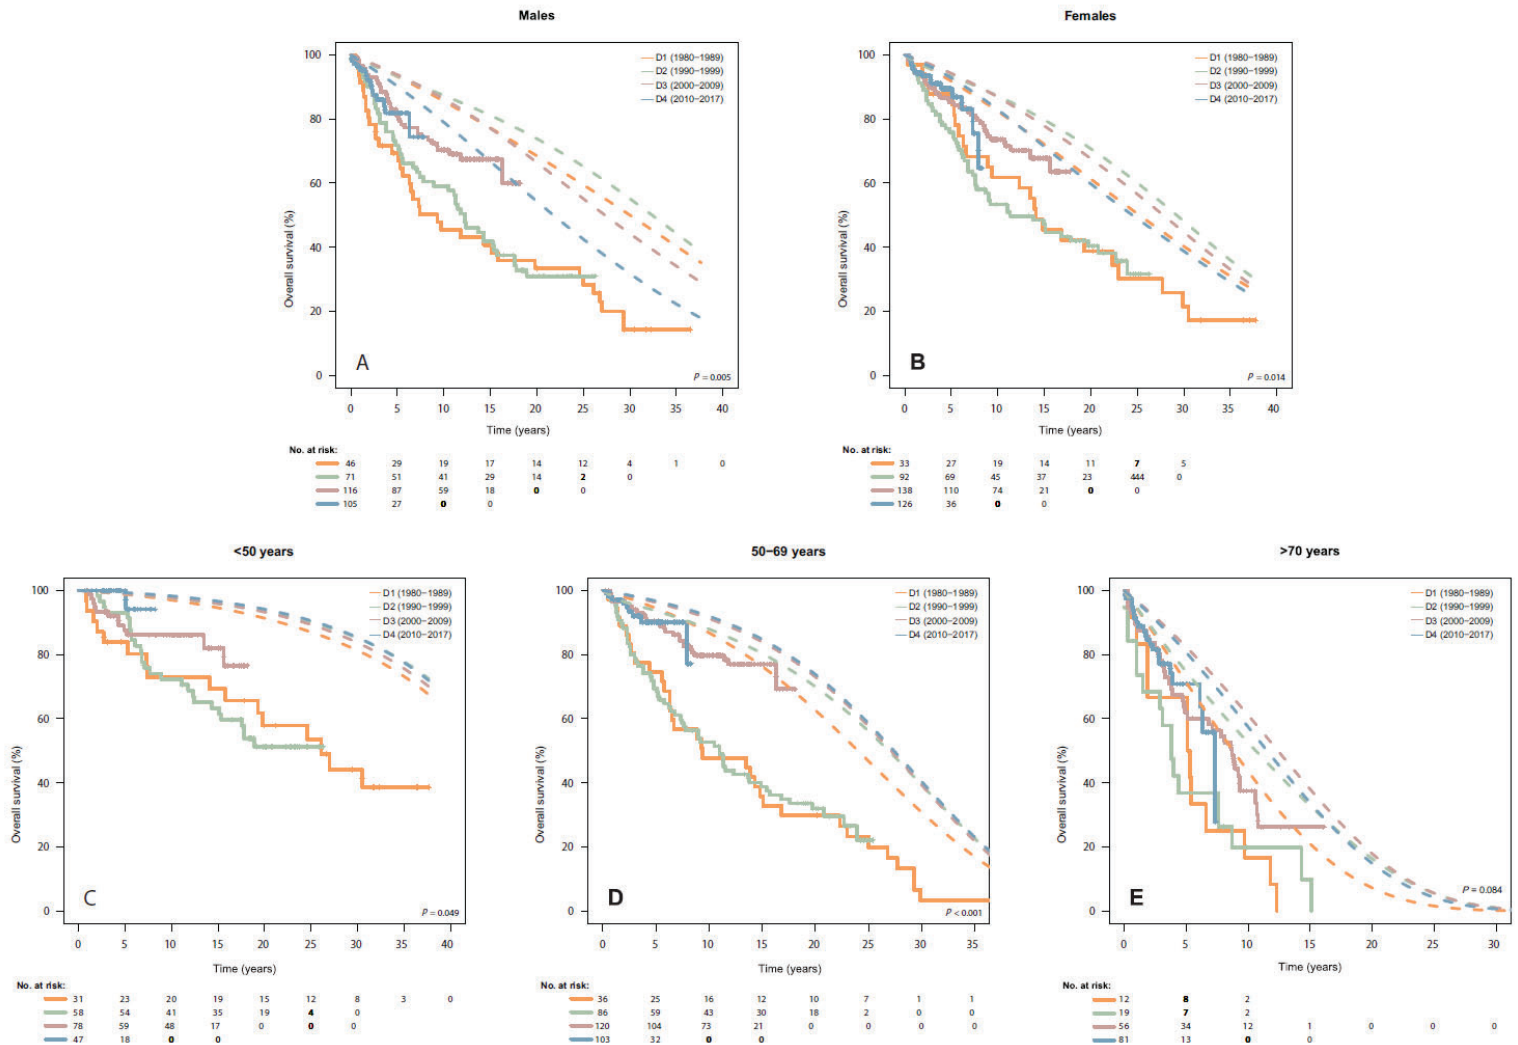 Males
100
80
60
40
20
0
Overall survival (%)
D1 (1980−1989)
D2 (1990−1999)
D3 (2000−2009)
D4 (2010−2017)
A
P = 0.005
0 5 10 15 20 25 30 35 40
Time (years)
No. at risk:
46 29 19 17 14 12 4 1 0
71 51 41 29 14 2 0
116 87 59 18 0 0
105 27 0 0
Females
100
80
60
40
20
0
Overall survival (%)
D1 (1980−1989)
D2 (1990−1999)
D3 (2000−2009)
D4 (2010−2017)
B
P = 0.014
0 5 10 15 20 25 30 35 40
Time (years)
No. at risk:
33 27 19 14 11 7 5
92 69 45 37 23 444 0
138 110 74 21 0 0
126 36 0 0
<50 years
100
80
60
40
20
0
Overall survival (%)
D1 (1980−1989)
D2 (1990−1999)
D3 (2000−2009)
D4 (2010−2017)
C
P = 0.049
0 5 10 15 20 25 30 35 40
Time (years)
No. at risk:
31 23 20 19 15 12 8 3 0
58 54 41 35 19 4 0
78 59 48 17 0 0 0
47 18 0 0
50−69 years
100
80
60
40
20
0
Overall survival (%)
D1 (1980−1989)
D2 (1990−1999)
D3 (2000−2009)
D4 (2010−2017)
D
P < 0.001
0 5 10 15 20 25 30 35
Time (years)
No. at risk:
36 25 16 12 10 7 1 1
86 59 43 30 18 2 0 0
120 104 73 21 0 0 0 0
103 32 0 0
>70 years
100
80
60
40
20
0
Overall survival (%)
D1 (1980−1989)
D2 (1990−1999)
D3 (2000−2009)
D4 (2010−2017)
E
P = 0.084
0 5 10 15 20 25 30
Time (years)
No. at risk:
12 8 2
19 7 2
56 34 12 1 0 0 0
81 13 0 0